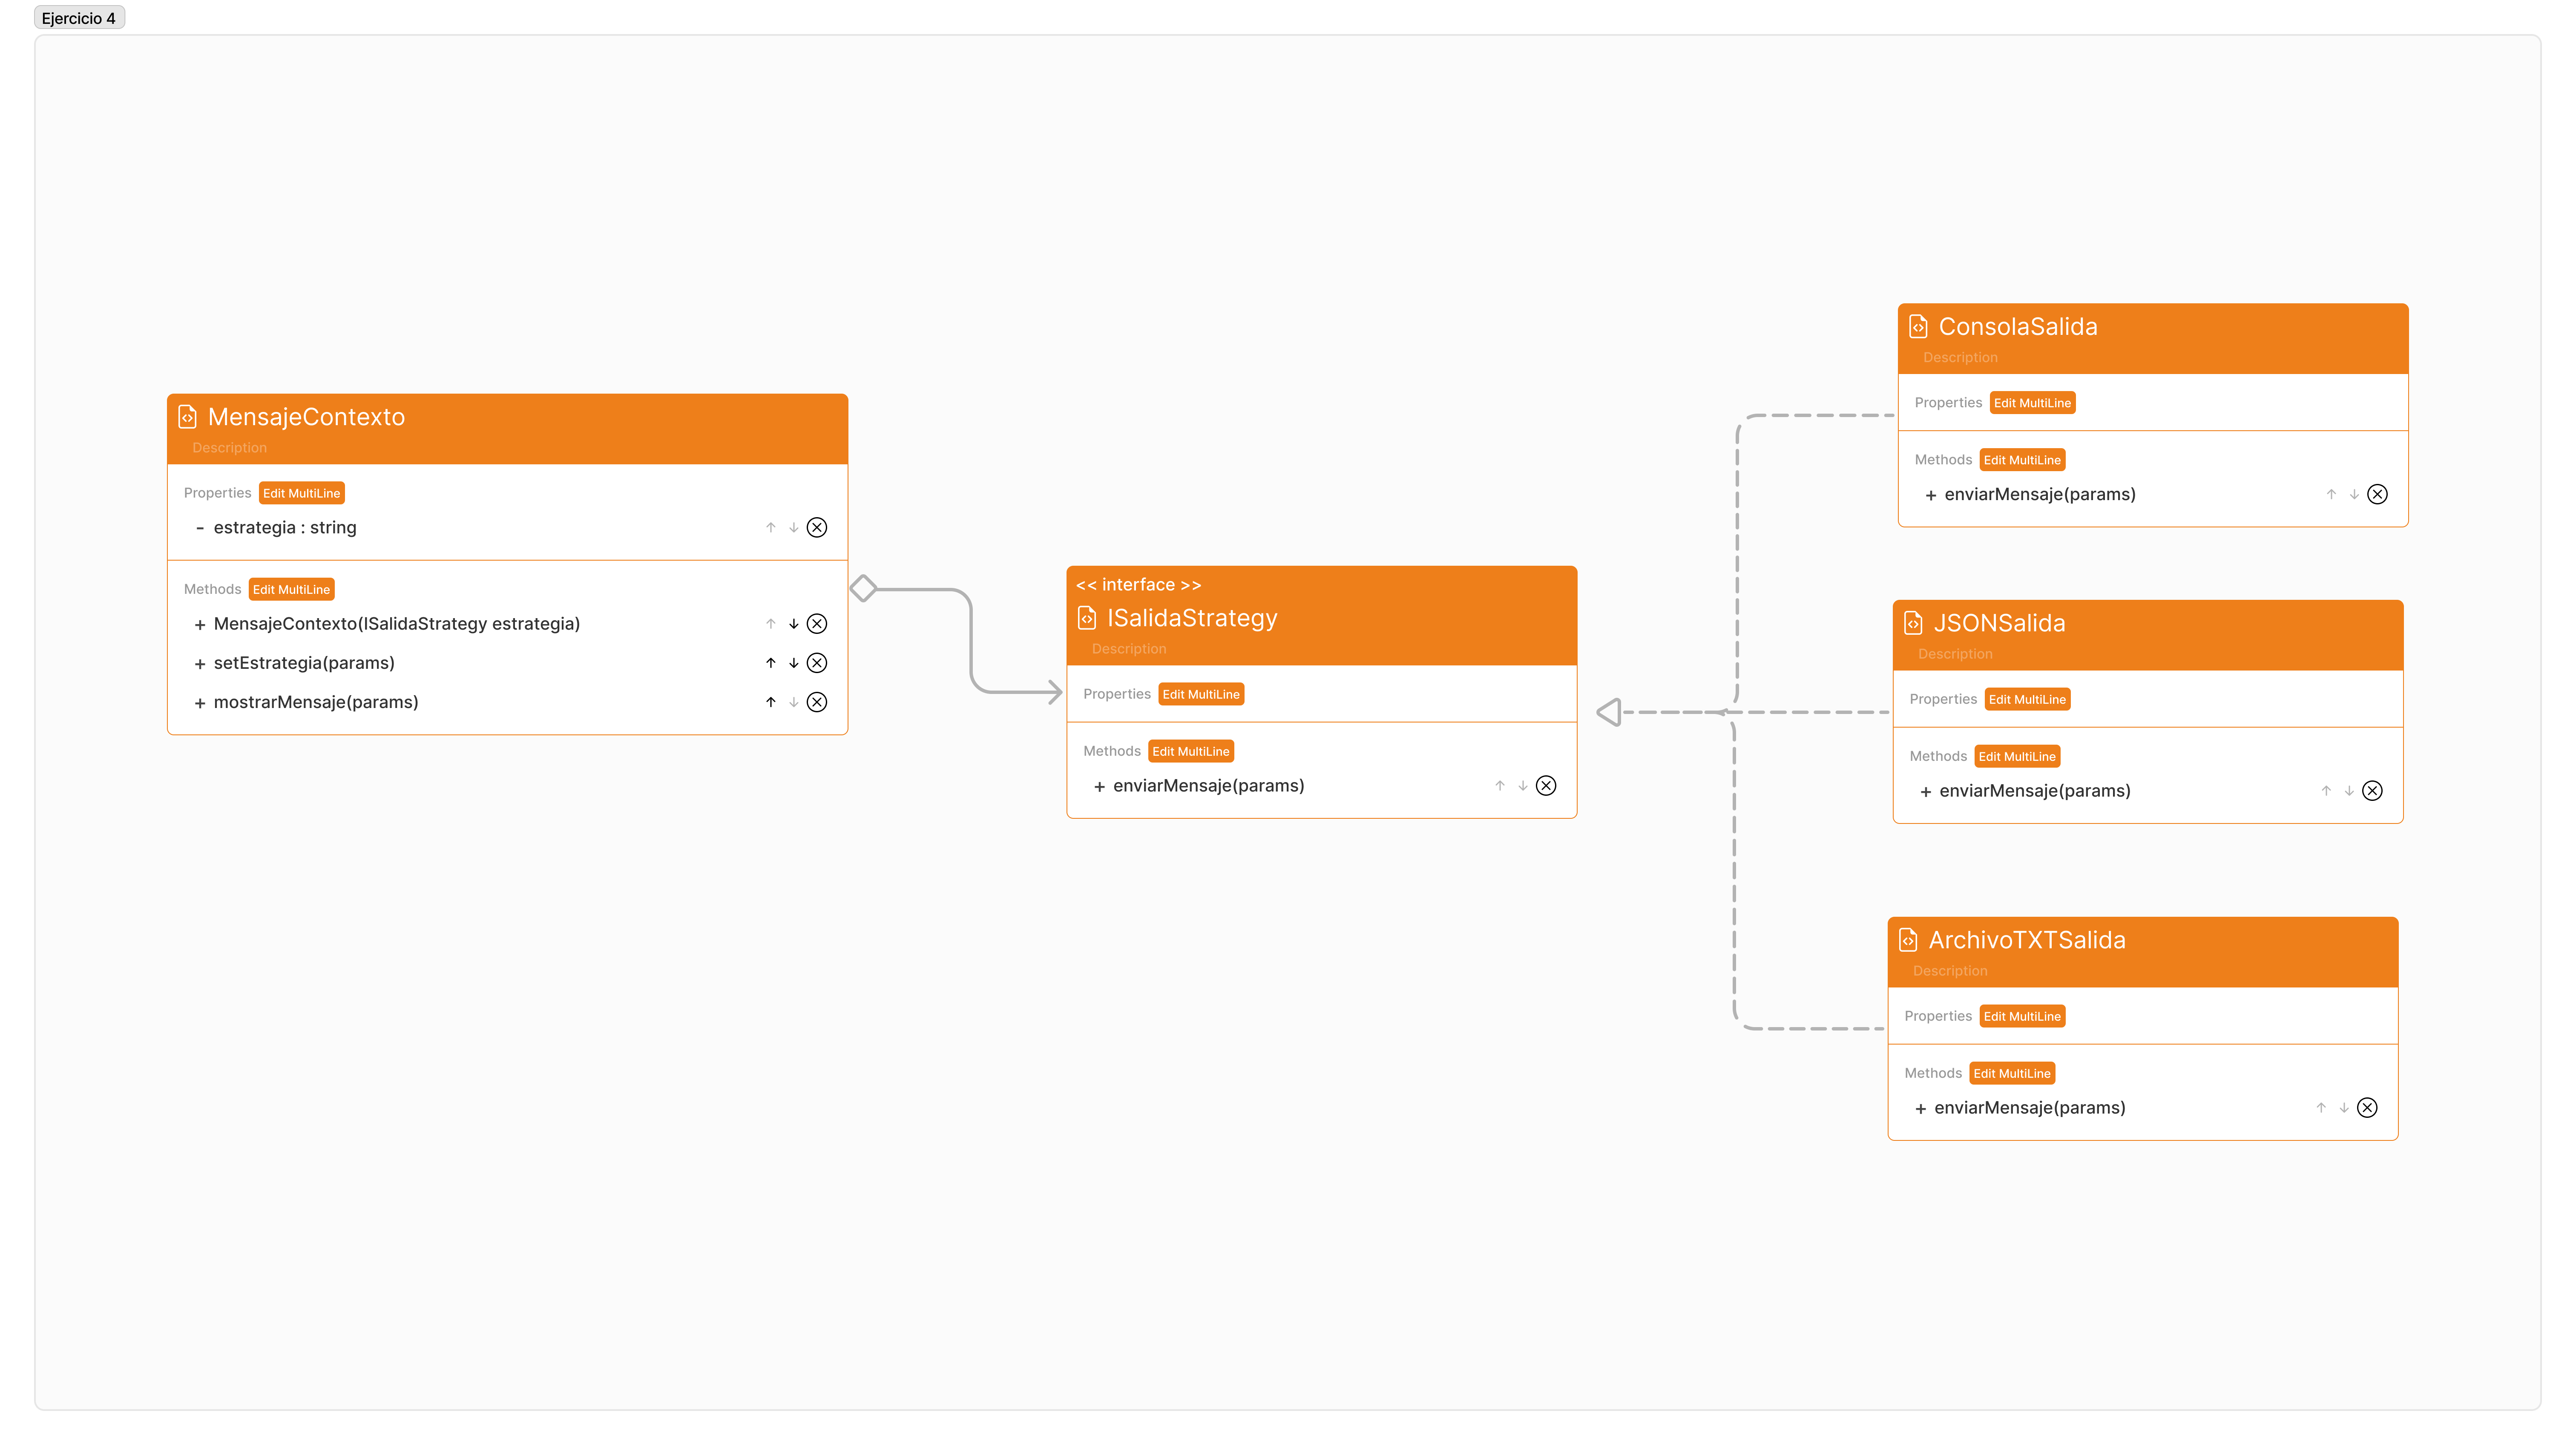 Ejercicio 4
MensajeContexto
Description
Properties Edit MultiLine
- estrategia : string
Methods Edit MultiLine
+ MensajeContexto(ISalidaStrategy estrategia)
+ setEstrategia(params)
+ mostrarMensaje(params)
<< interface >>
ISalidaStrategy
Description
Properties Edit MultiLine
Methods Edit MultiLine
+ enviarMensaje(params)
ConsolaSalida
Description
Properties Edit MultiLine
Methods Edit MultiLine
+ enviarMensaje(params)
JSONSalida
Description
Properties Edit MultiLine
Methods Edit MultiLine
+ enviarMensaje(params)
ArchivoTXTSalida
Description
Properties Edit MultiLine
Methods Edit MultiLine
+ enviarMensaje(params)